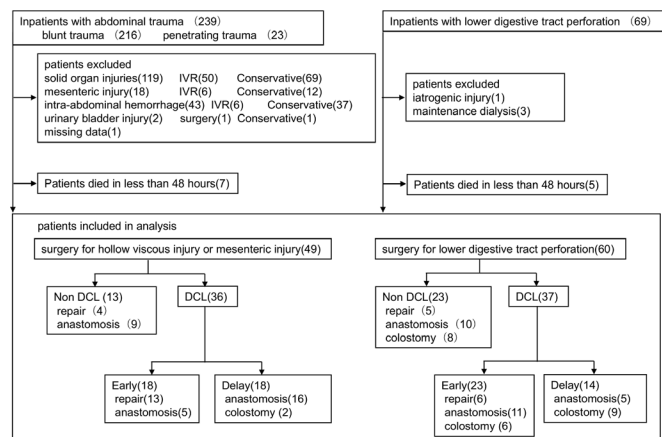 Inpatients with abdominal trauma (239)
blunt trauma (216) penetrating trauma (23)
patients excluded
solid organ injuries(119) IVR(50) Conservative(69)
mesenteric injury(18) IVR(6) Conservative(12)
intra-abdominal hemorrhage(43) IVR(6) Conservative(37)
urinary bladder injury(2) surgery(1) Conservative(1)
missing data(1)
Patients died in less than 48 hours(7)
Inpatients with lower digestive tract perforation (69)
patients excluded
iatrogenic injury(1)
maintenance dialysis(3)
Patients died in less than 48 hours(5)
patients included in analysis
surgery for hollow viscous injury or mesenteric injury(49)
Non DCL (13)
repair (4)
anastomosis (9)
DCL(36)
Early(18)
repair(13)
anastomosis(5)
Delay(18)
anastomosis(16)
colostomy (2)
surgery for lower digestive tract perforation(60)
Non DCL(23)
repair (5)
anastomosis (10)
colostomy (8)
DCL(37)
Early(23)
repair(6)
anastomosis(11)
colostomy (6)
Delay(14)
anastomosis(5)
colostomy (9)